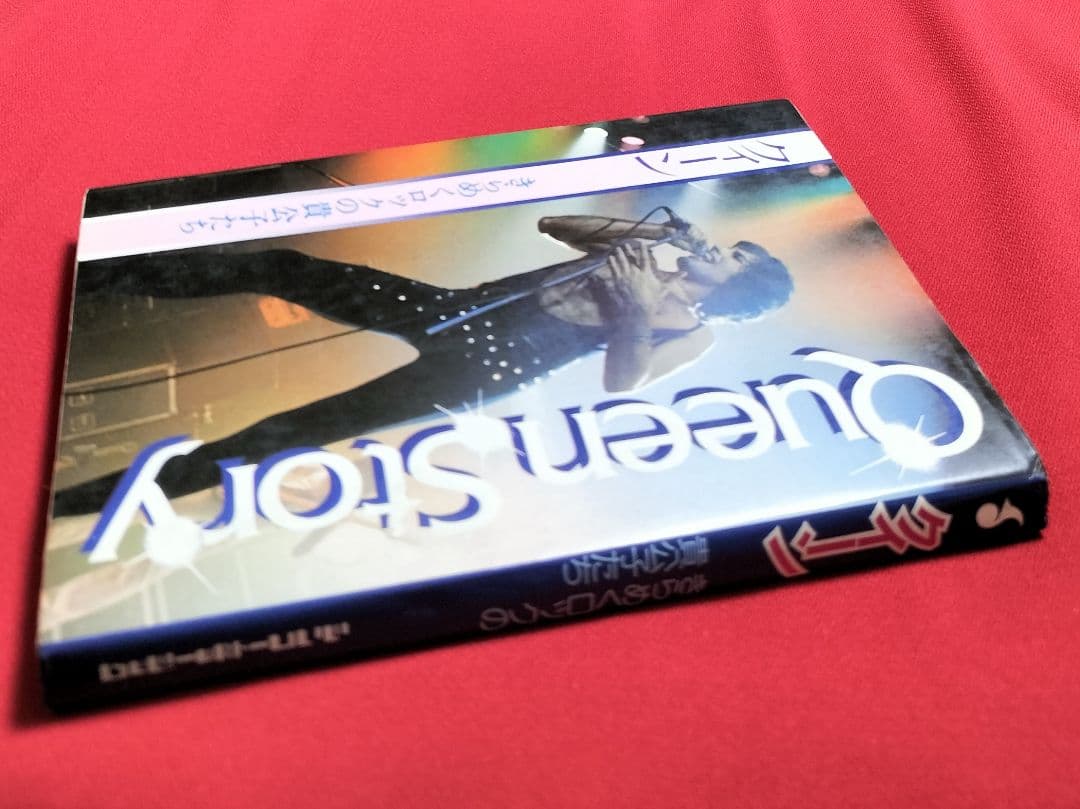 クイーン
きらめくロックの貴公子たち
Queen Story
クイーン
きらめくロックの
貴公子たち